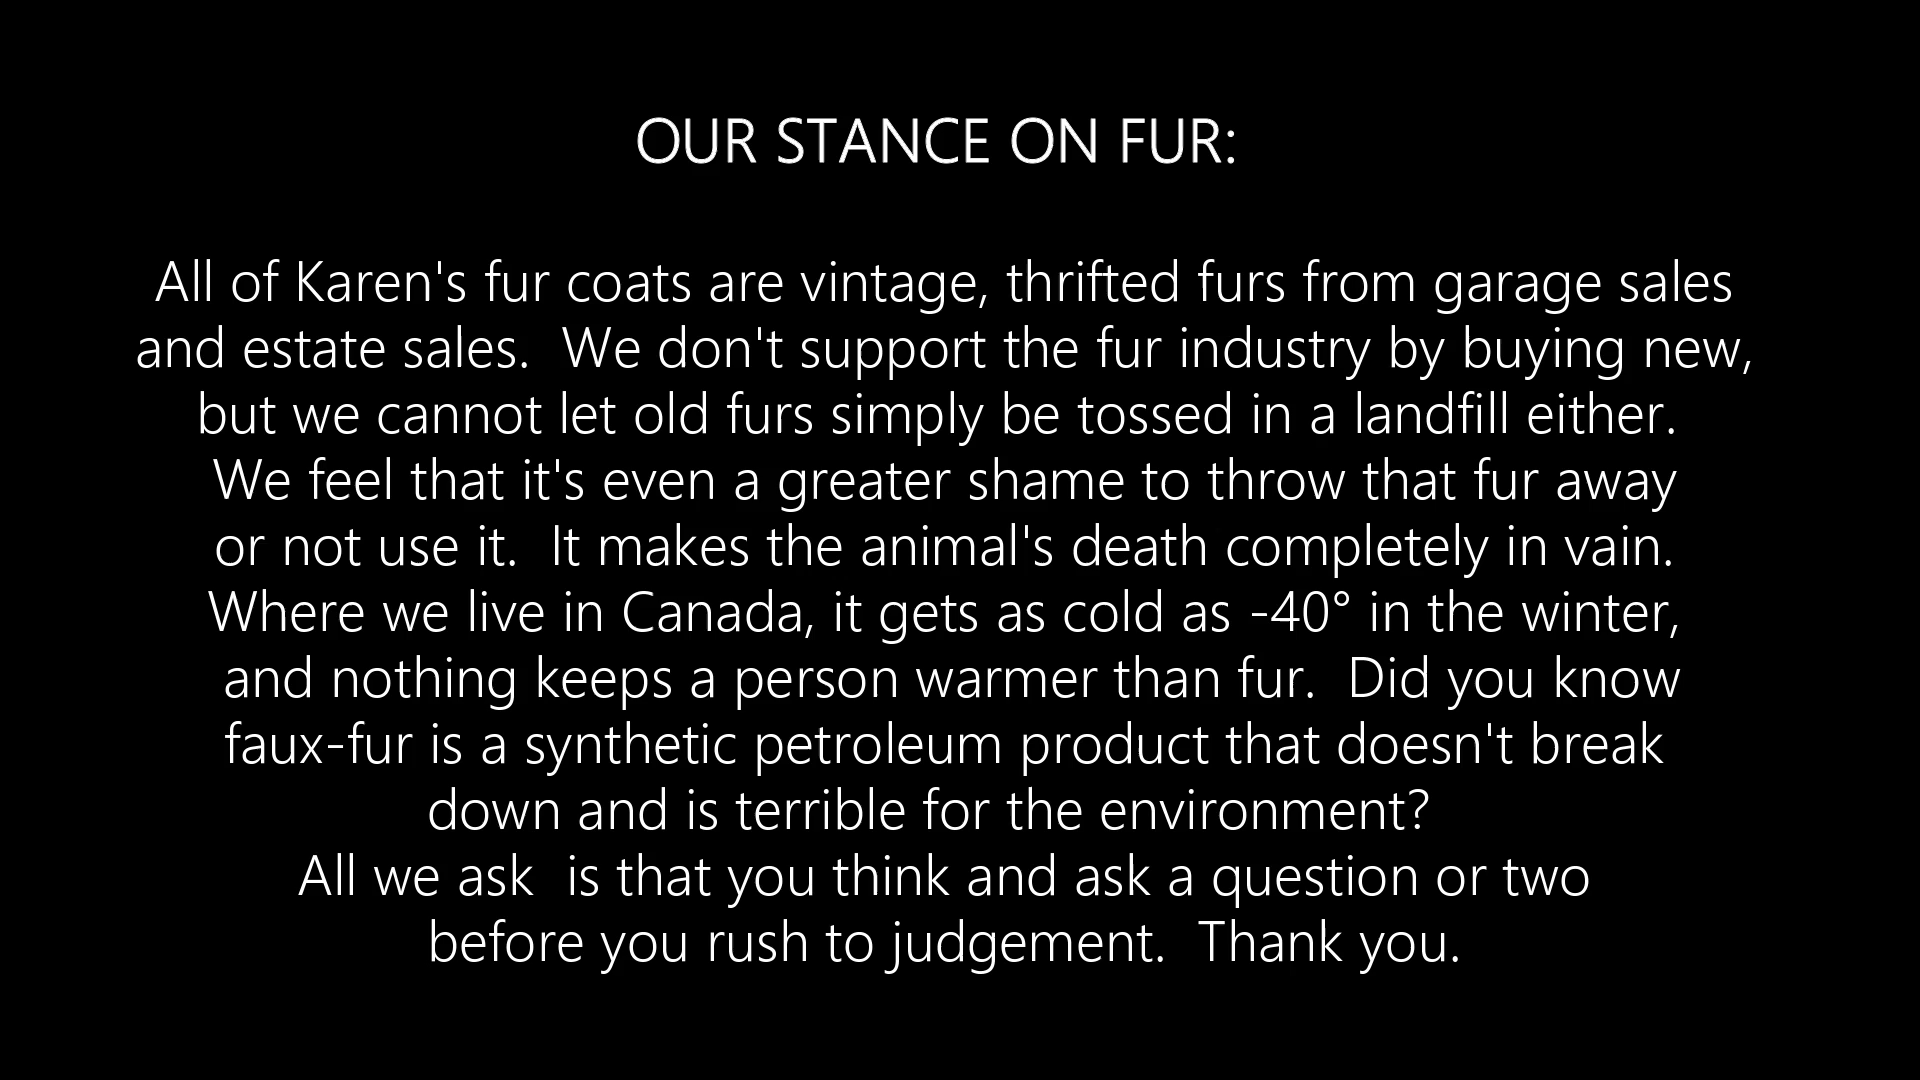 OUR STANCE ON FUR:
All of Karen's fur coats are vintage, thrifted furs from garage sales
and estate sales.  We don't support the fur industry by buying new,
but we cannot let old furs simply be tossed in a landfill either.
We feel that it's even a greater shame to throw that fur away
or not use it.  It makes the animal's death completely in vain.
Where we live in Canada, it gets as cold as -40° in the winter,
and nothing keeps a person warmer than fur.  Did you know
faux-fur is a synthetic petroleum product that doesn't break
down and is terrible for the environment?
All we ask  is that you think and ask a question or two
before you rush to judgement.  Thank you.